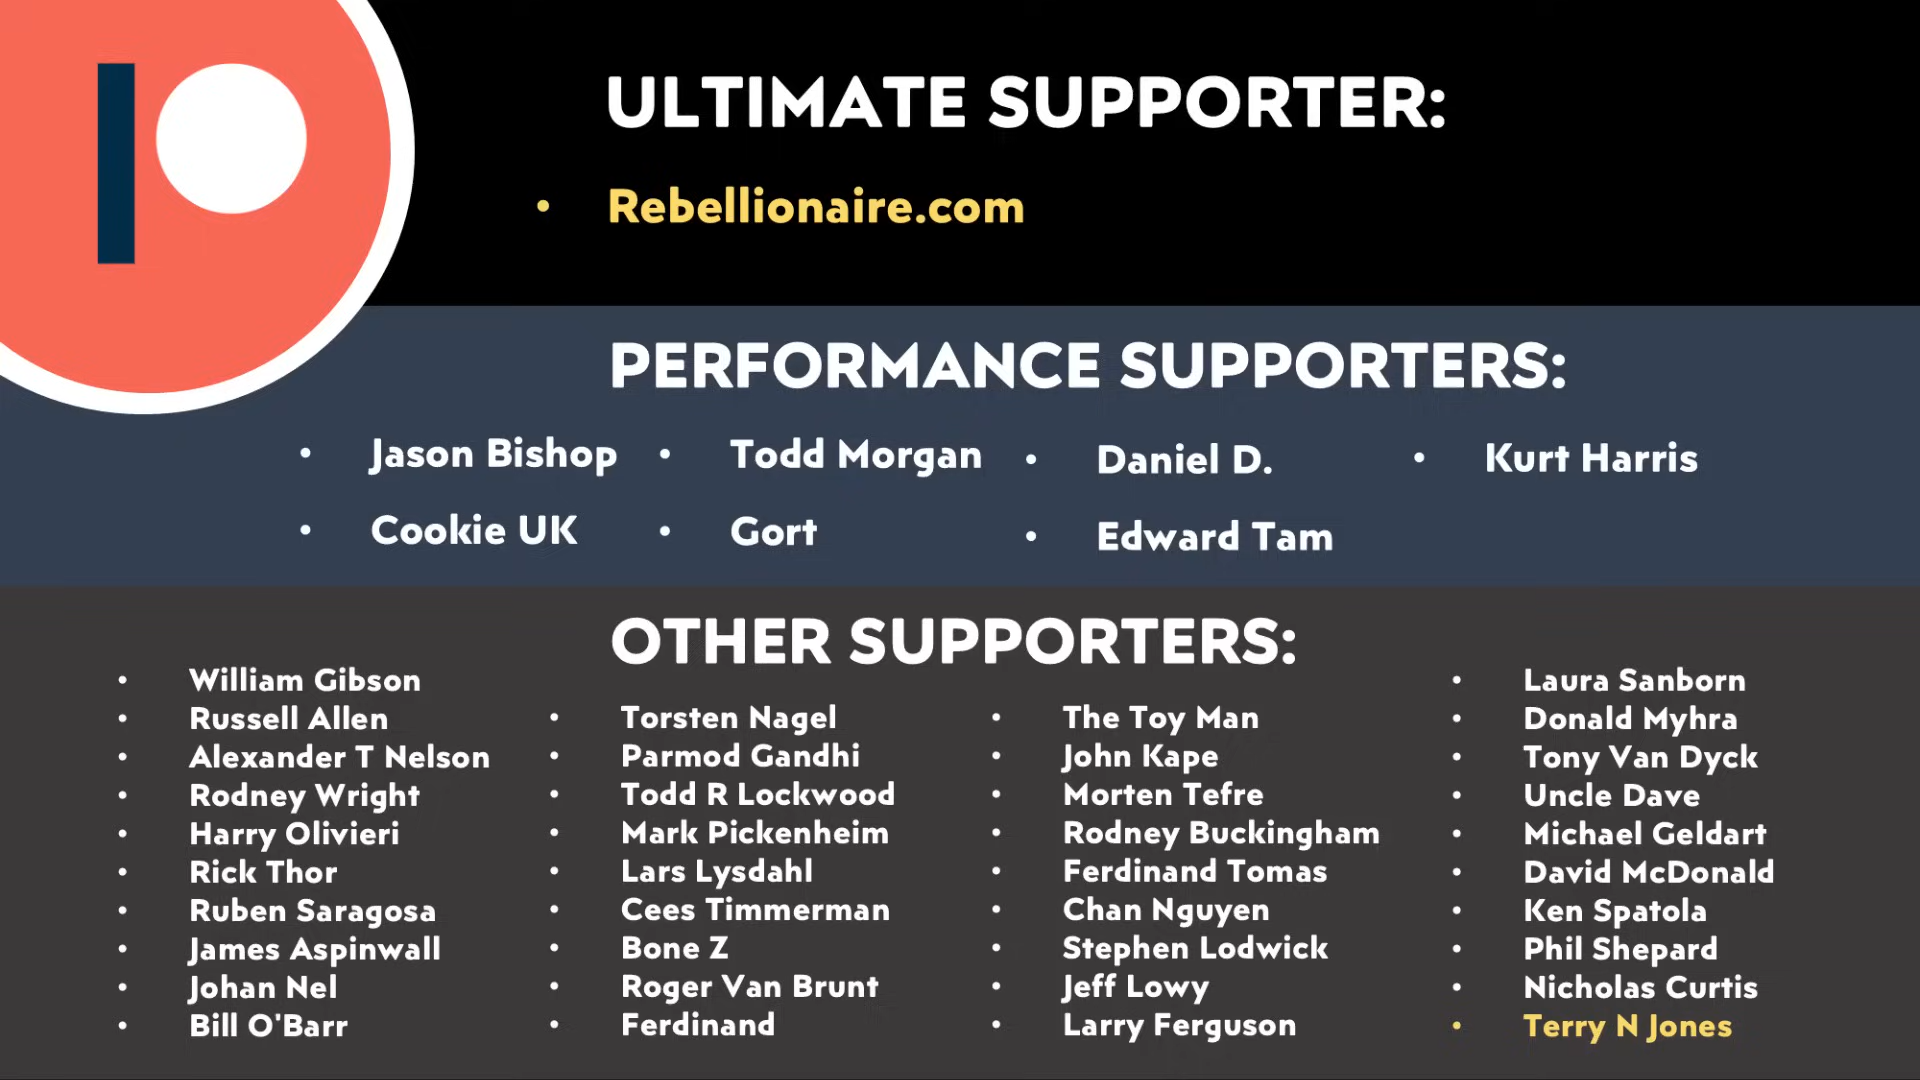 ULTIMATE SUPPORTER:
• Rebellionaire.com
PERFORMANCE SUPPORTERS:
• Jason Bishop
• Cookie UK
• Todd Morgan
• Gort
• Daniel D.
• Edward Tam
• Kurt Harris
OTHER SUPPORTERS:
• William Gibson
• Russell Allen
• Alexander T Nelson
• Rodney Wright
• Harry Olivieri
• Rick Thor
• Ruben Saragosa
• James Aspinwall
• Johan Nel
• Bill O'Barr
• Torsten Nagel
• Parmod Gandhi
• Todd R Lockwood
• Mark Pickenheim
• Lars Lysdahl
• Cees Timmerman
• Bone Z
• Roger Van Brunt
• Ferdinand
• The Toy Man
• John Kape
• Morten Tefre
• Rodney Buckingham
• Ferdinand Tomas
• Chan Nguyen
• Stephen Lodwick
• Jeff Lowy
• Larry Ferguson
• Laura Sanborn
• Donald Myhra
• Tony Van Dyck
• Uncle Dave
• Michael Geldart
• David McDonald
• Ken Spatola
• Phil Shepard
• Nicholas Curtis
• Terry N Jones